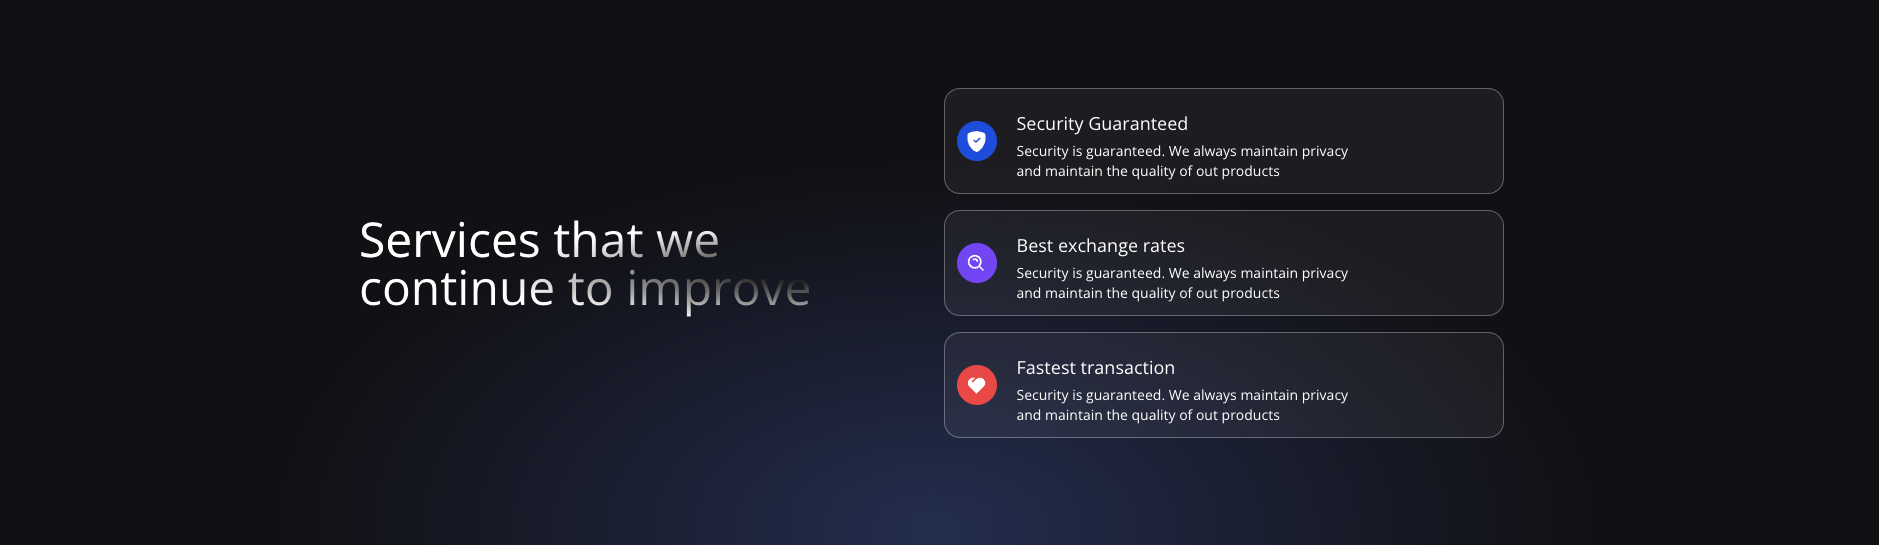 Services that we
continue to improve
Security Guaranteed
Security is guaranteed. We always maintain privacy
and maintain the quality of out products
Best exchange rates
Security is guaranteed. We always maintain privacy
and maintain the quality of out products
Fastest transaction
Security is guaranteed. We always maintain privacy
and maintain the quality of out products